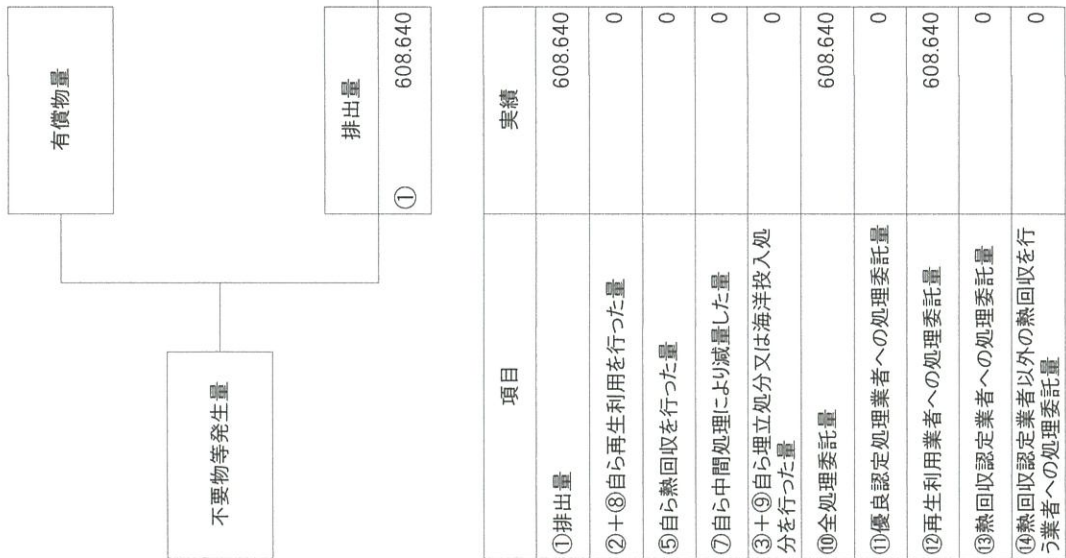 不要物等発生量
有償物量
排出量
① 608.640
項目 実績
①排出量 608.640
②+⑧自ら再生利用を行った量 0
⑤自ら熱回収を行った量 0
⑦自ら中間処理により減量した量 0
③+⑨自ら埋立処分又は海洋投入処
分を行った量 0
⑩全処理委託量 608.640
⑪優良認定処理業者への処理委託量 0
⑫再生利用業者への処理委託量 608.640
⑬熱回収認定業者への処理委託量 0
⑭熱回収認定業者以外の熱回収を行
う業者への処理委託量 0